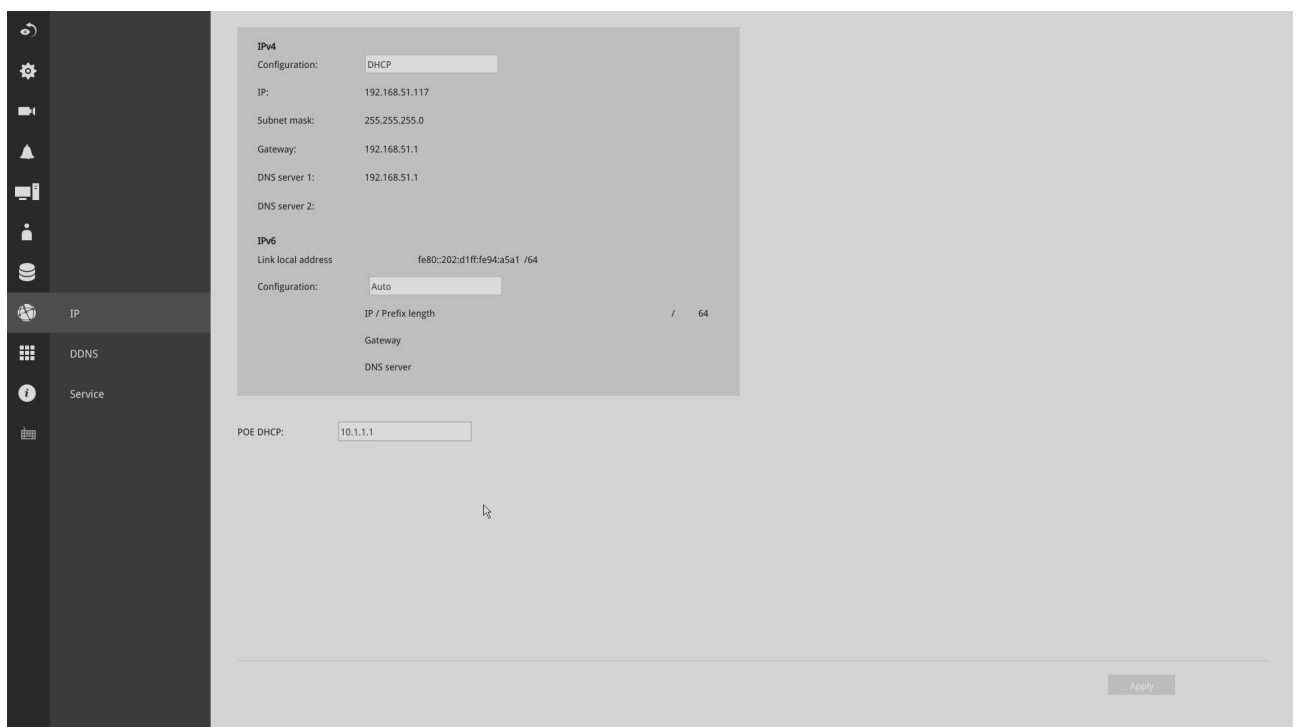 IPv4
Configuration: DHCP
IP: 192.168.51.117
Subnet mask: 255.255.255.0
Gateway: 192.168.51.1
DNS server 1: 192.168.51.1
DNS server 2:
IPv6
Link local address fe80::202:d1ff:fe94:a5a1 /64
Configuration: Auto
IP / Prefix length / 64
Gateway
DNS server
IP
DDNS
Service
POE DHCP: 10.1.1.1
Apply